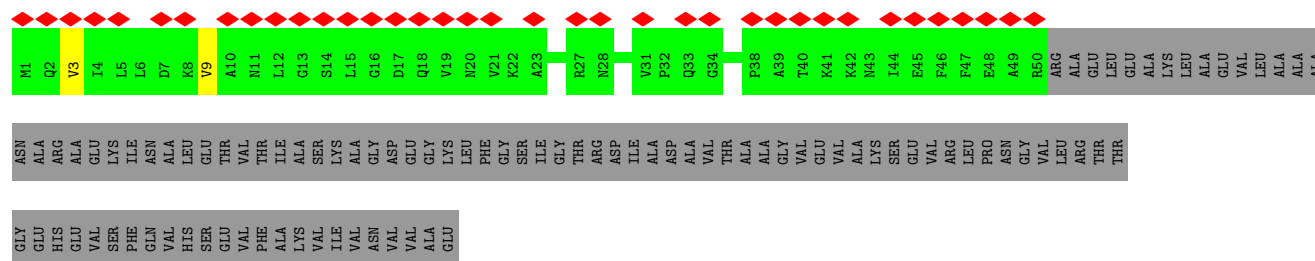 M1 Q2 V3 I4 L5 L6 D7 K8 V9 A10 N11 L12 G13 S14 L15 G16 D17 Q18 V19 N20 V21 K22 A23 R27 N28 V31 P32 Q33 G34 P38 A39 T40 K41 K42 N43 I44 E45 F46 F47 E48 A49 R50 ARG ALA GLU LEU GLU ALA LYS LEU ALA GLU VAL LEU ALA ALA ALA
ASN ALA ARG ALA GLU LYS ILE ASN ALA LEU GLU THR VAL THR ILE ALA SER LYS ALA GLY ASP GLU GLY LYS LEU PHE GLY SER ILE GLY THR ARG ASP ILE ALA ASP ALA VAL THR ALA ALA GLY VAL GLU VAL ALA LYS SER GLU VAL ARG LEU PRO ASN GLY VAL LEU ARG THR THR
GLY GLU HIS GLU VAL SER PHE GLN VAL HIS SER GLU VAL PHE ALA LYS VAL ILE VAL ASN VAL VAL ALA GLU